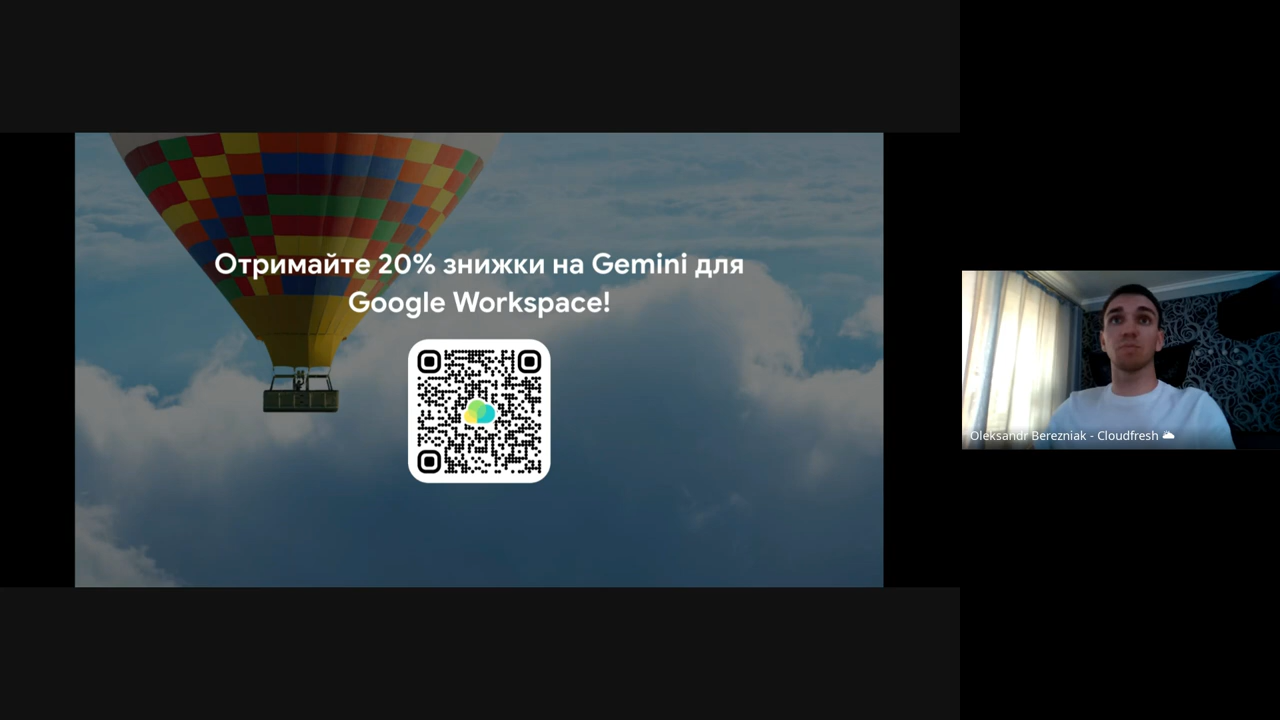 Отримайте 20% знижки на Gemini для
Google Workspace!
Oleksandr Berezniak - Cloudfresh 🌥